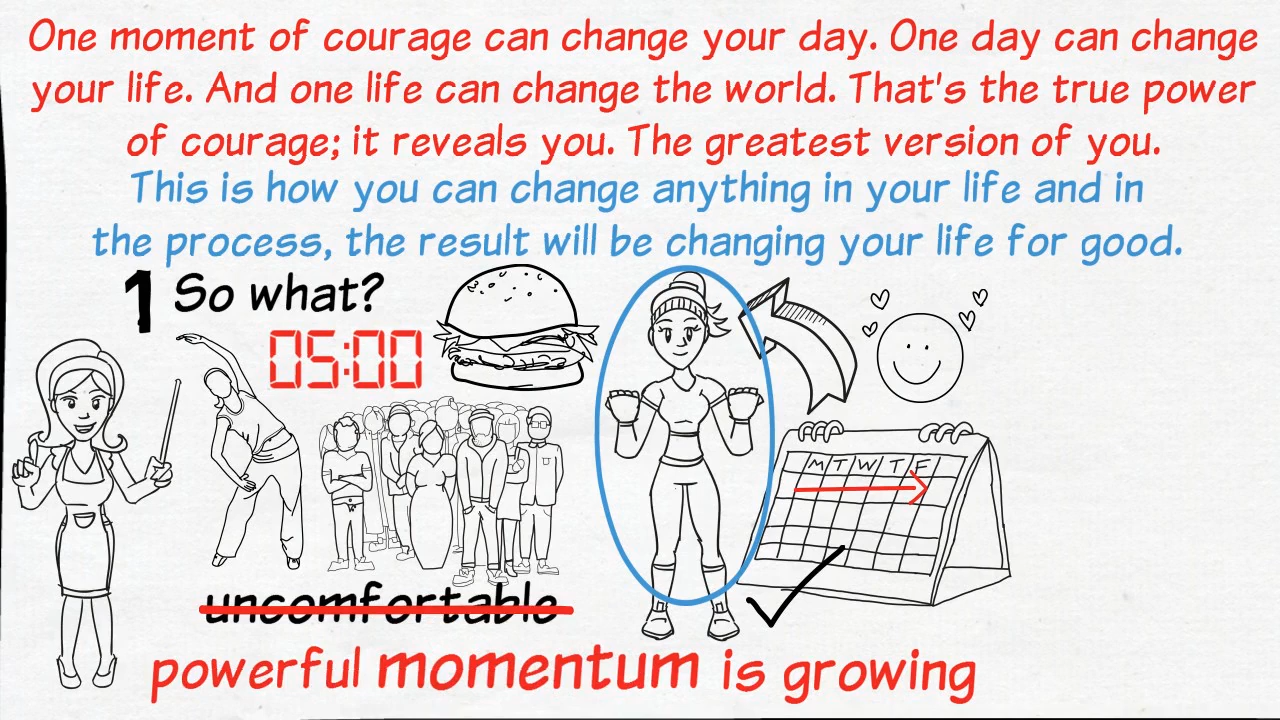 One moment of courage can change your day. One day can change
your life. And one life can change the world. That's the true power
of courage; it reveals you. The greatest version of you.
This is how you can change anything in your life and in
the process, the result will be changing your life for good.
1 So what?
05:00
M T W T F
uncomfortable
powerful momentum is growing